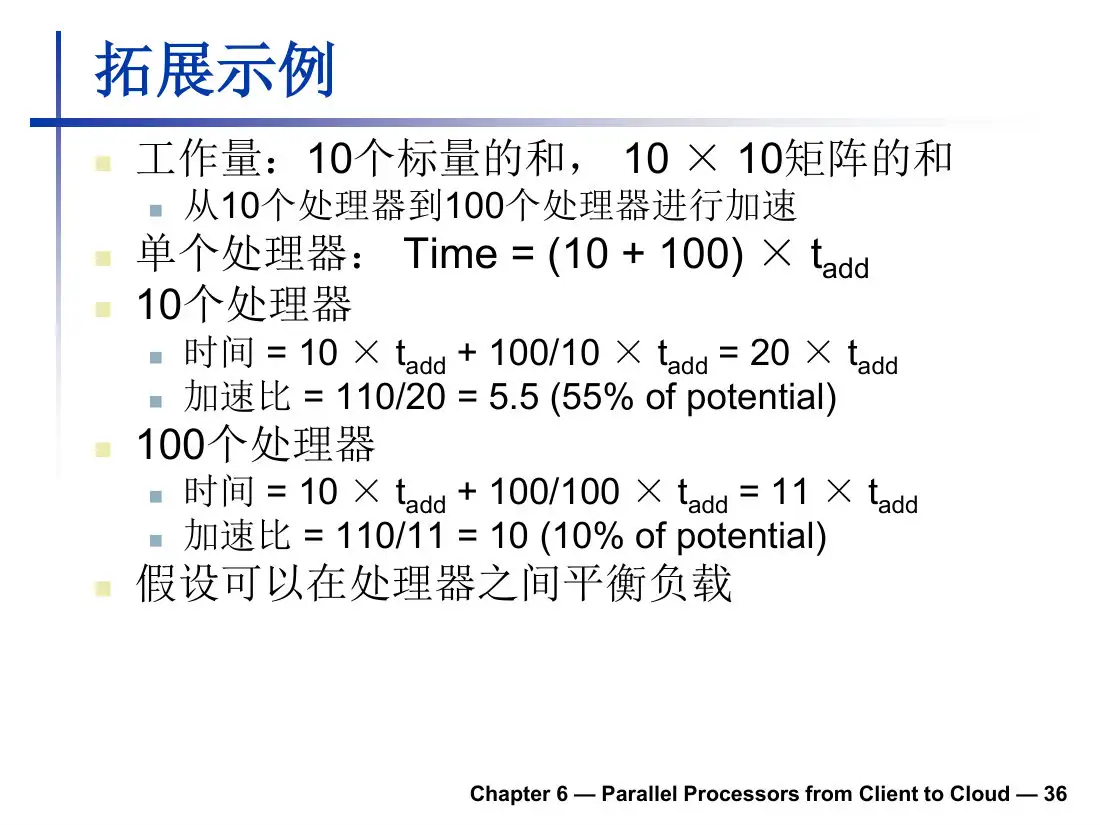 拓展示例
工作量：10个标量的和， 10 × 10矩阵的和
从10个处理器到100个处理器进行加速
单个处理器： Time = (10 + 100) × tadd
10个处理器
时间 = 10 × tadd + 100/10 × tadd = 20 × tadd
加速比 = 110/20 = 5.5 (55% of potential)
100个处理器
时间 = 10 × tadd + 100/100 × tadd = 11 × tadd
加速比 = 110/11 = 10 (10% of potential)
假设可以在处理器之间平衡负载
Chapter 6 — Parallel Processors from Client to Cloud — 36